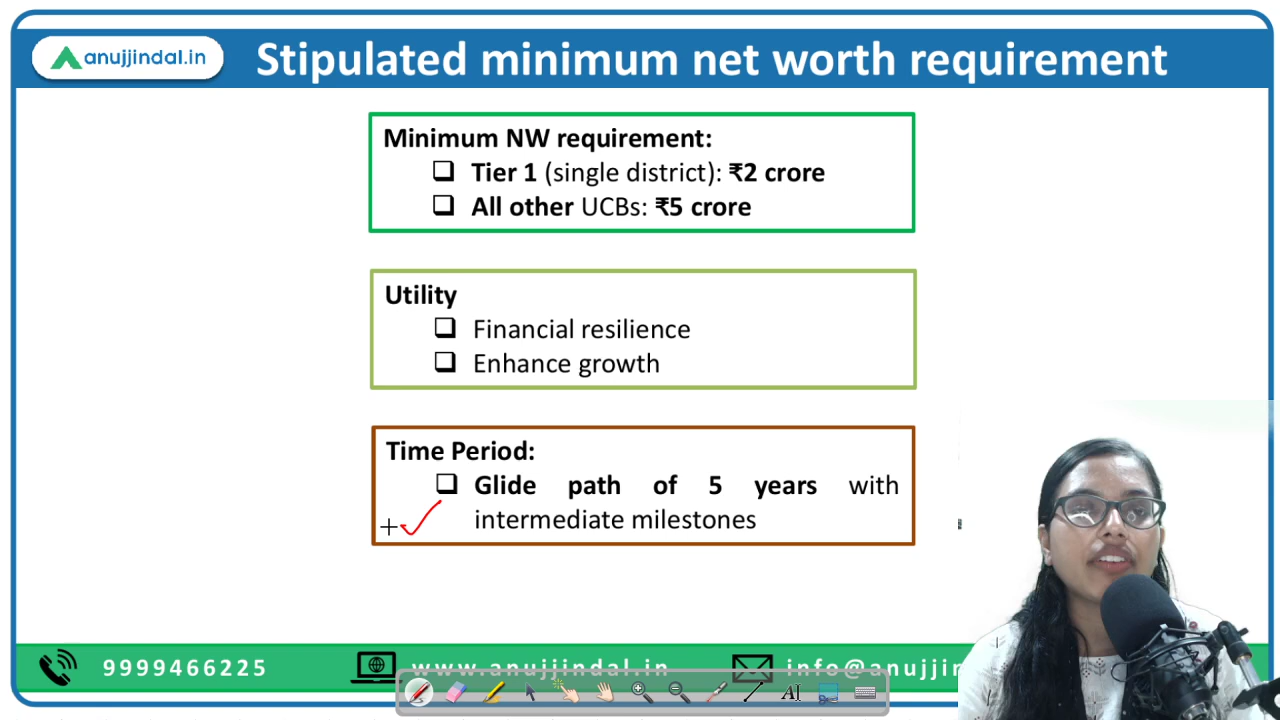 anujjindal.in
Stipulated minimum net worth requirement
Minimum NW requirement:
Tier 1 (single district): ₹2 crore
All other UCBs: ₹5 crore
Utility
Financial resilience
Enhance growth
Time Period:
Glide path of 5 years with
intermediate milestones
9999466225
www.anujjindal.in
info@anujjin